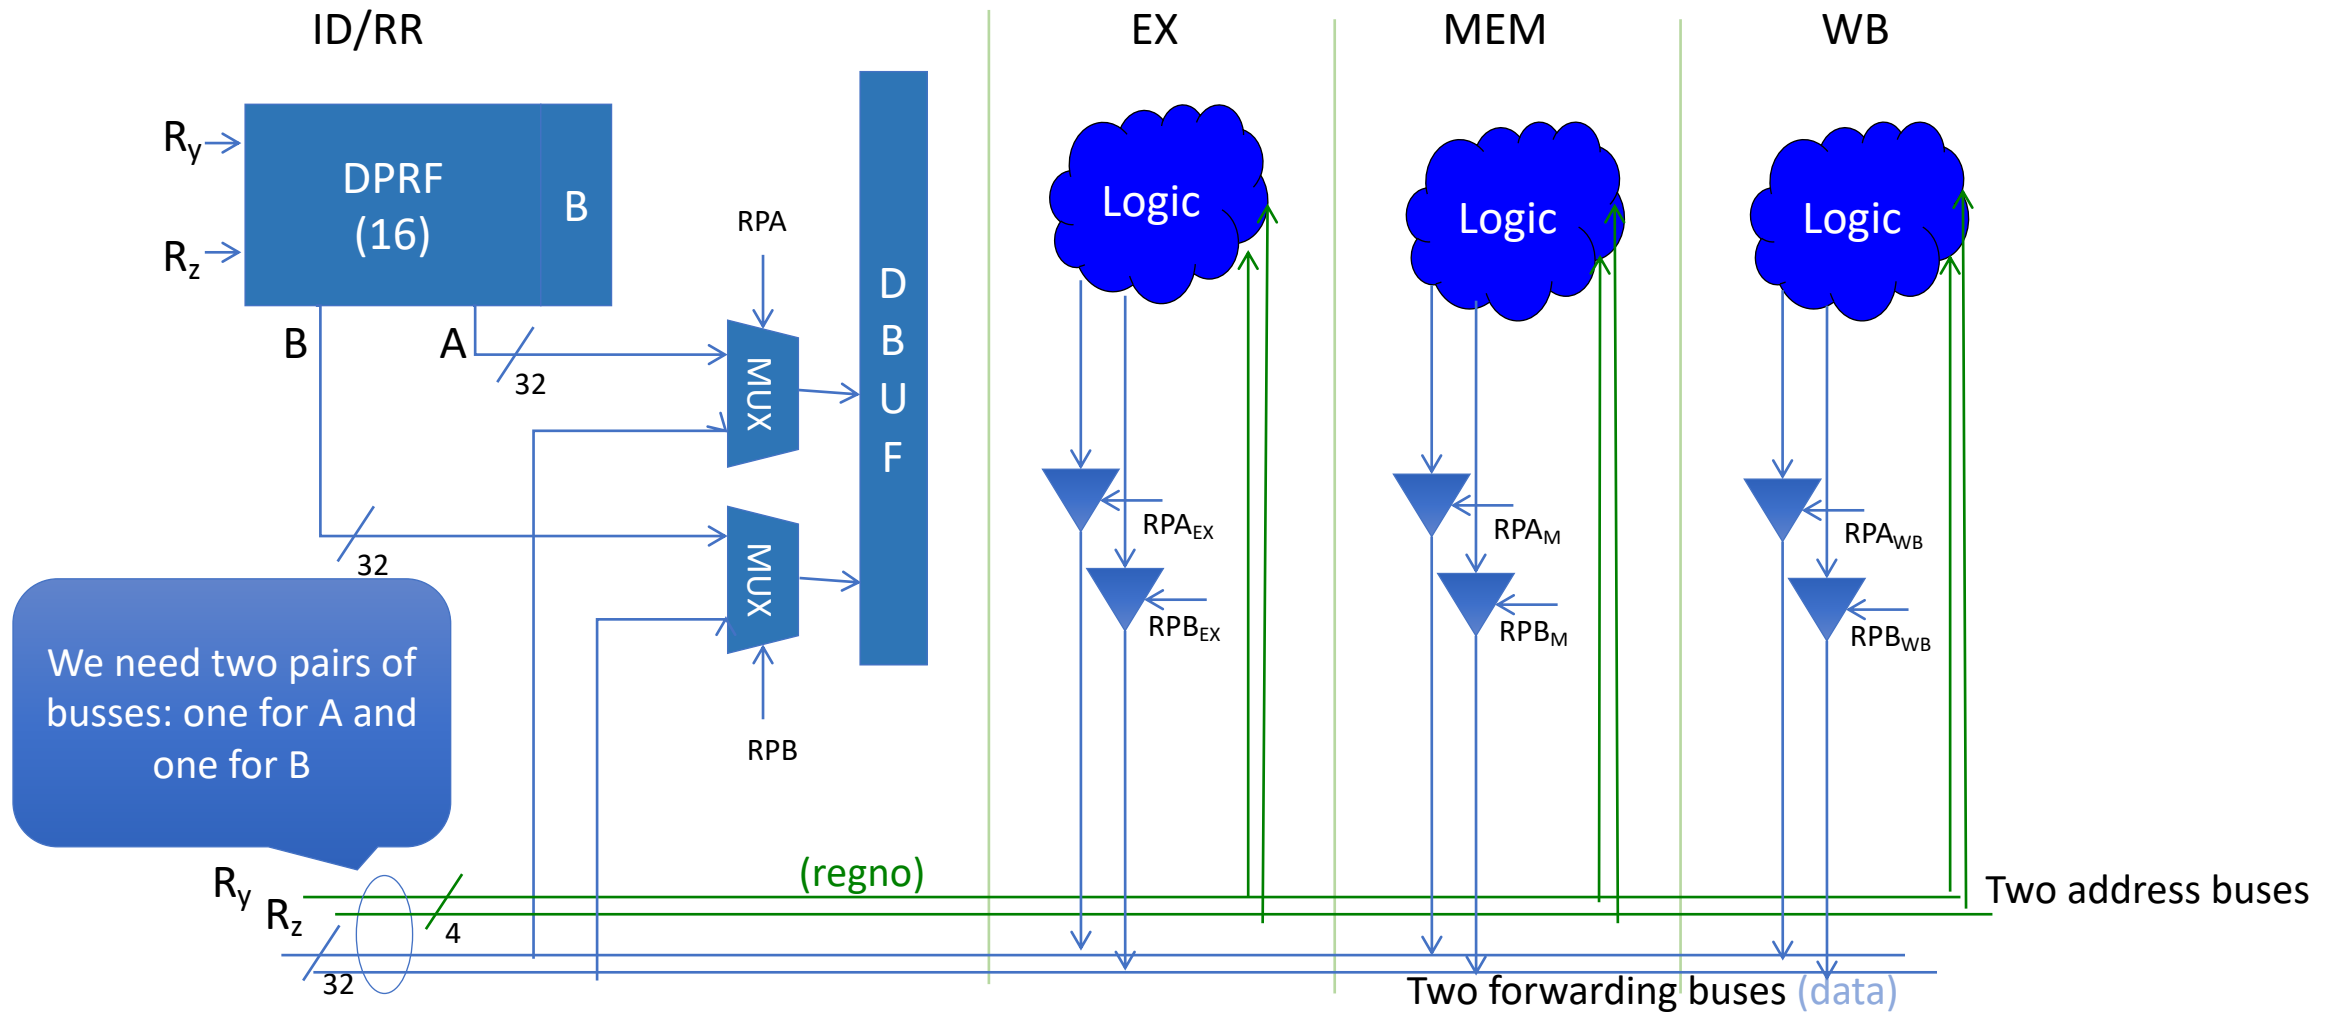 ID/RR
EX
MEM
WB
Ry
Rz
DPRF
(16)
B
B
A
32
32
RPA
MUX
MUX
RPB
D
B
U
F
Logic
Logic
Logic
RPAEX
RPBEX
RPAM
RPBM
RPAWB
RPBWB
We need two pairs of
busses: one for A and
one for B
(regno)
Ry
Rz
4
32
Two address buses
Two forwarding buses (data)